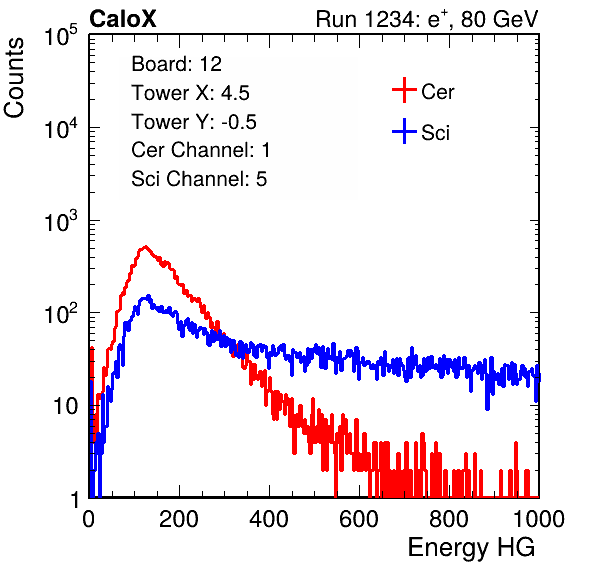 CaloX Run 1234: e⁺, 80 GeV
Counts
10⁵
10⁴
10³
10²
10
1
Board: 12
Tower X: 4.5
Tower Y: -0.5
Cer Channel: 1
Sci Channel: 5
Cer
Sci
0 200 400 600 800 1000
Energy HG